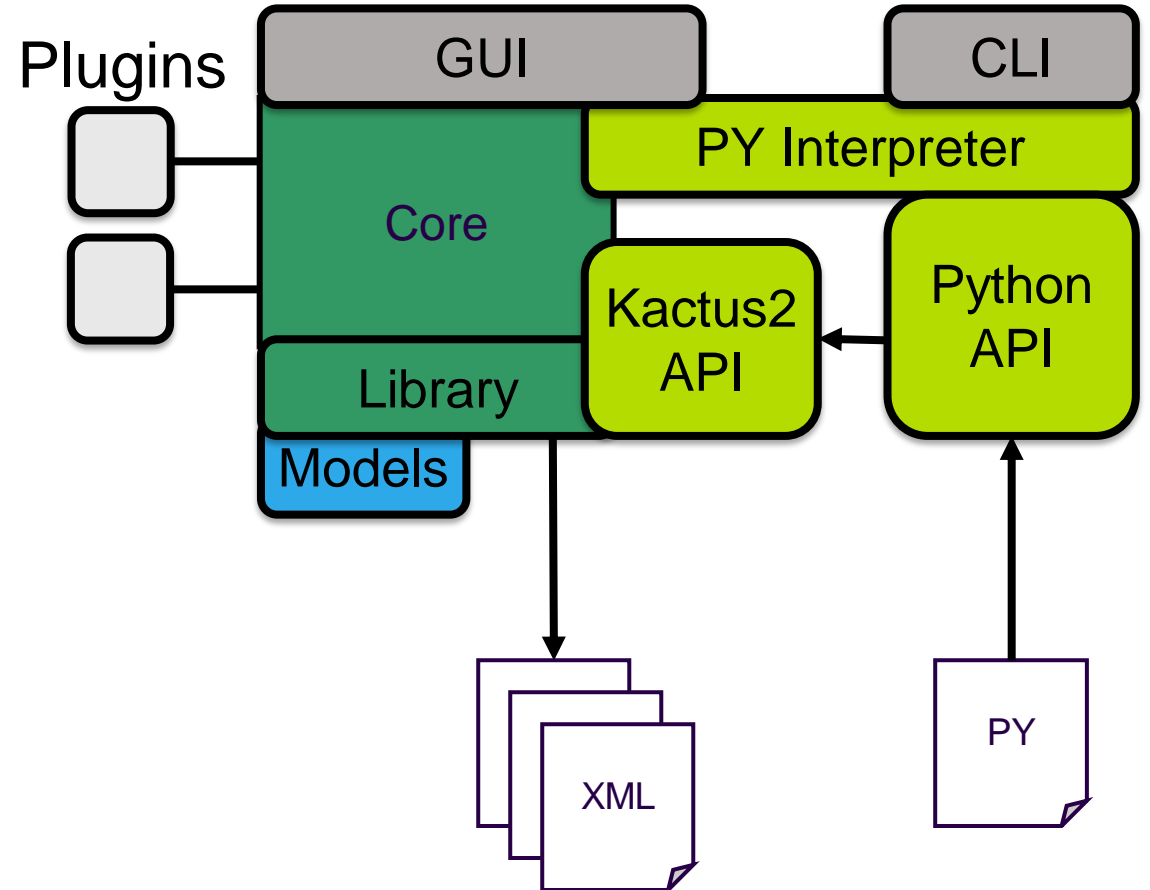 GUI
CLI
Plugins
PY Interpreter
Core
Kactus2
API
Python
API
Library
Models
PY
XML